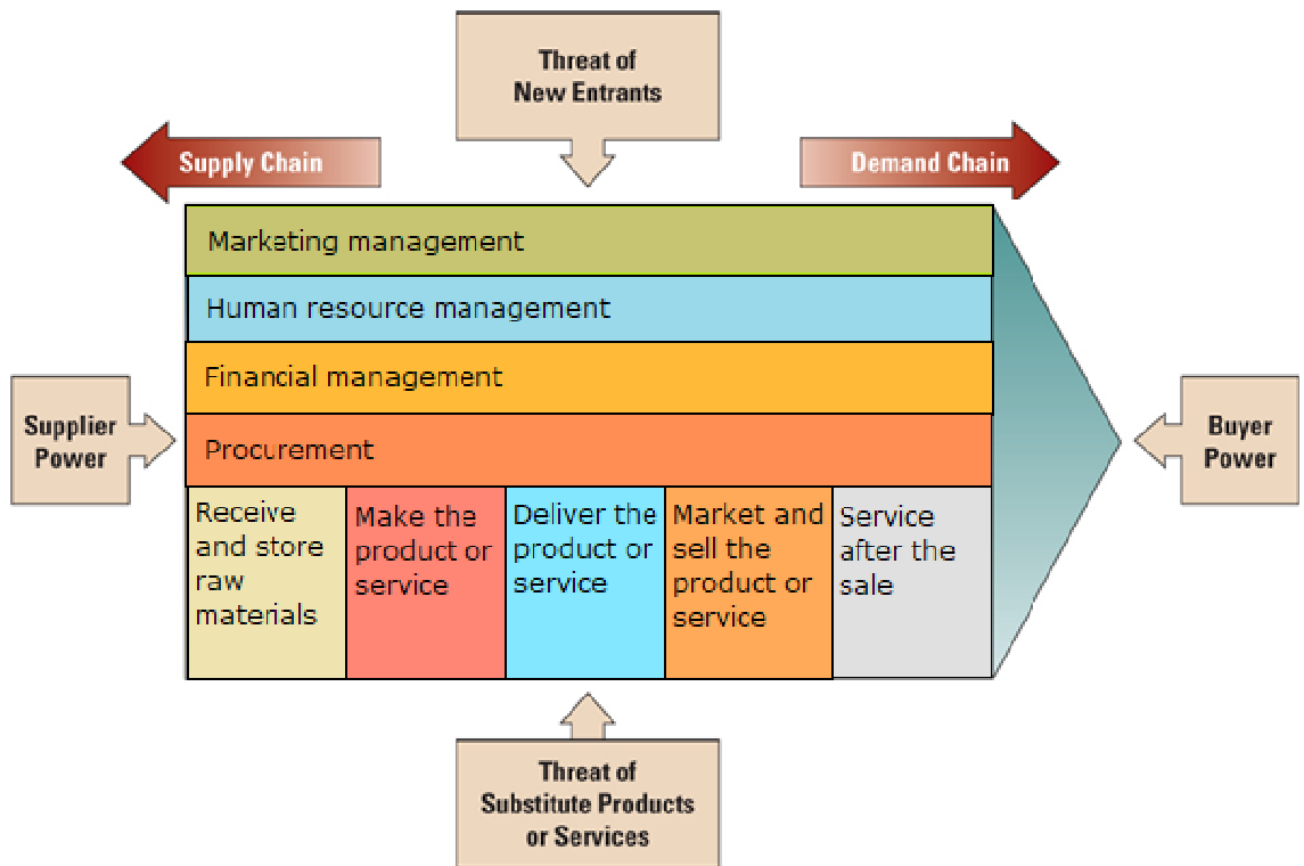 Threat of
New Entrants
Supply Chain
Demand Chain
Marketing management
Human resource management
Financial management
Supplier
Power
Buyer
Power
Procurement
Receive
and store
raw
materials
Make the
product or
service
Deliver the
product or
service
Market and
sell the
product or
service
Service
after the
sale
Threat of
Substitute Products
or Services